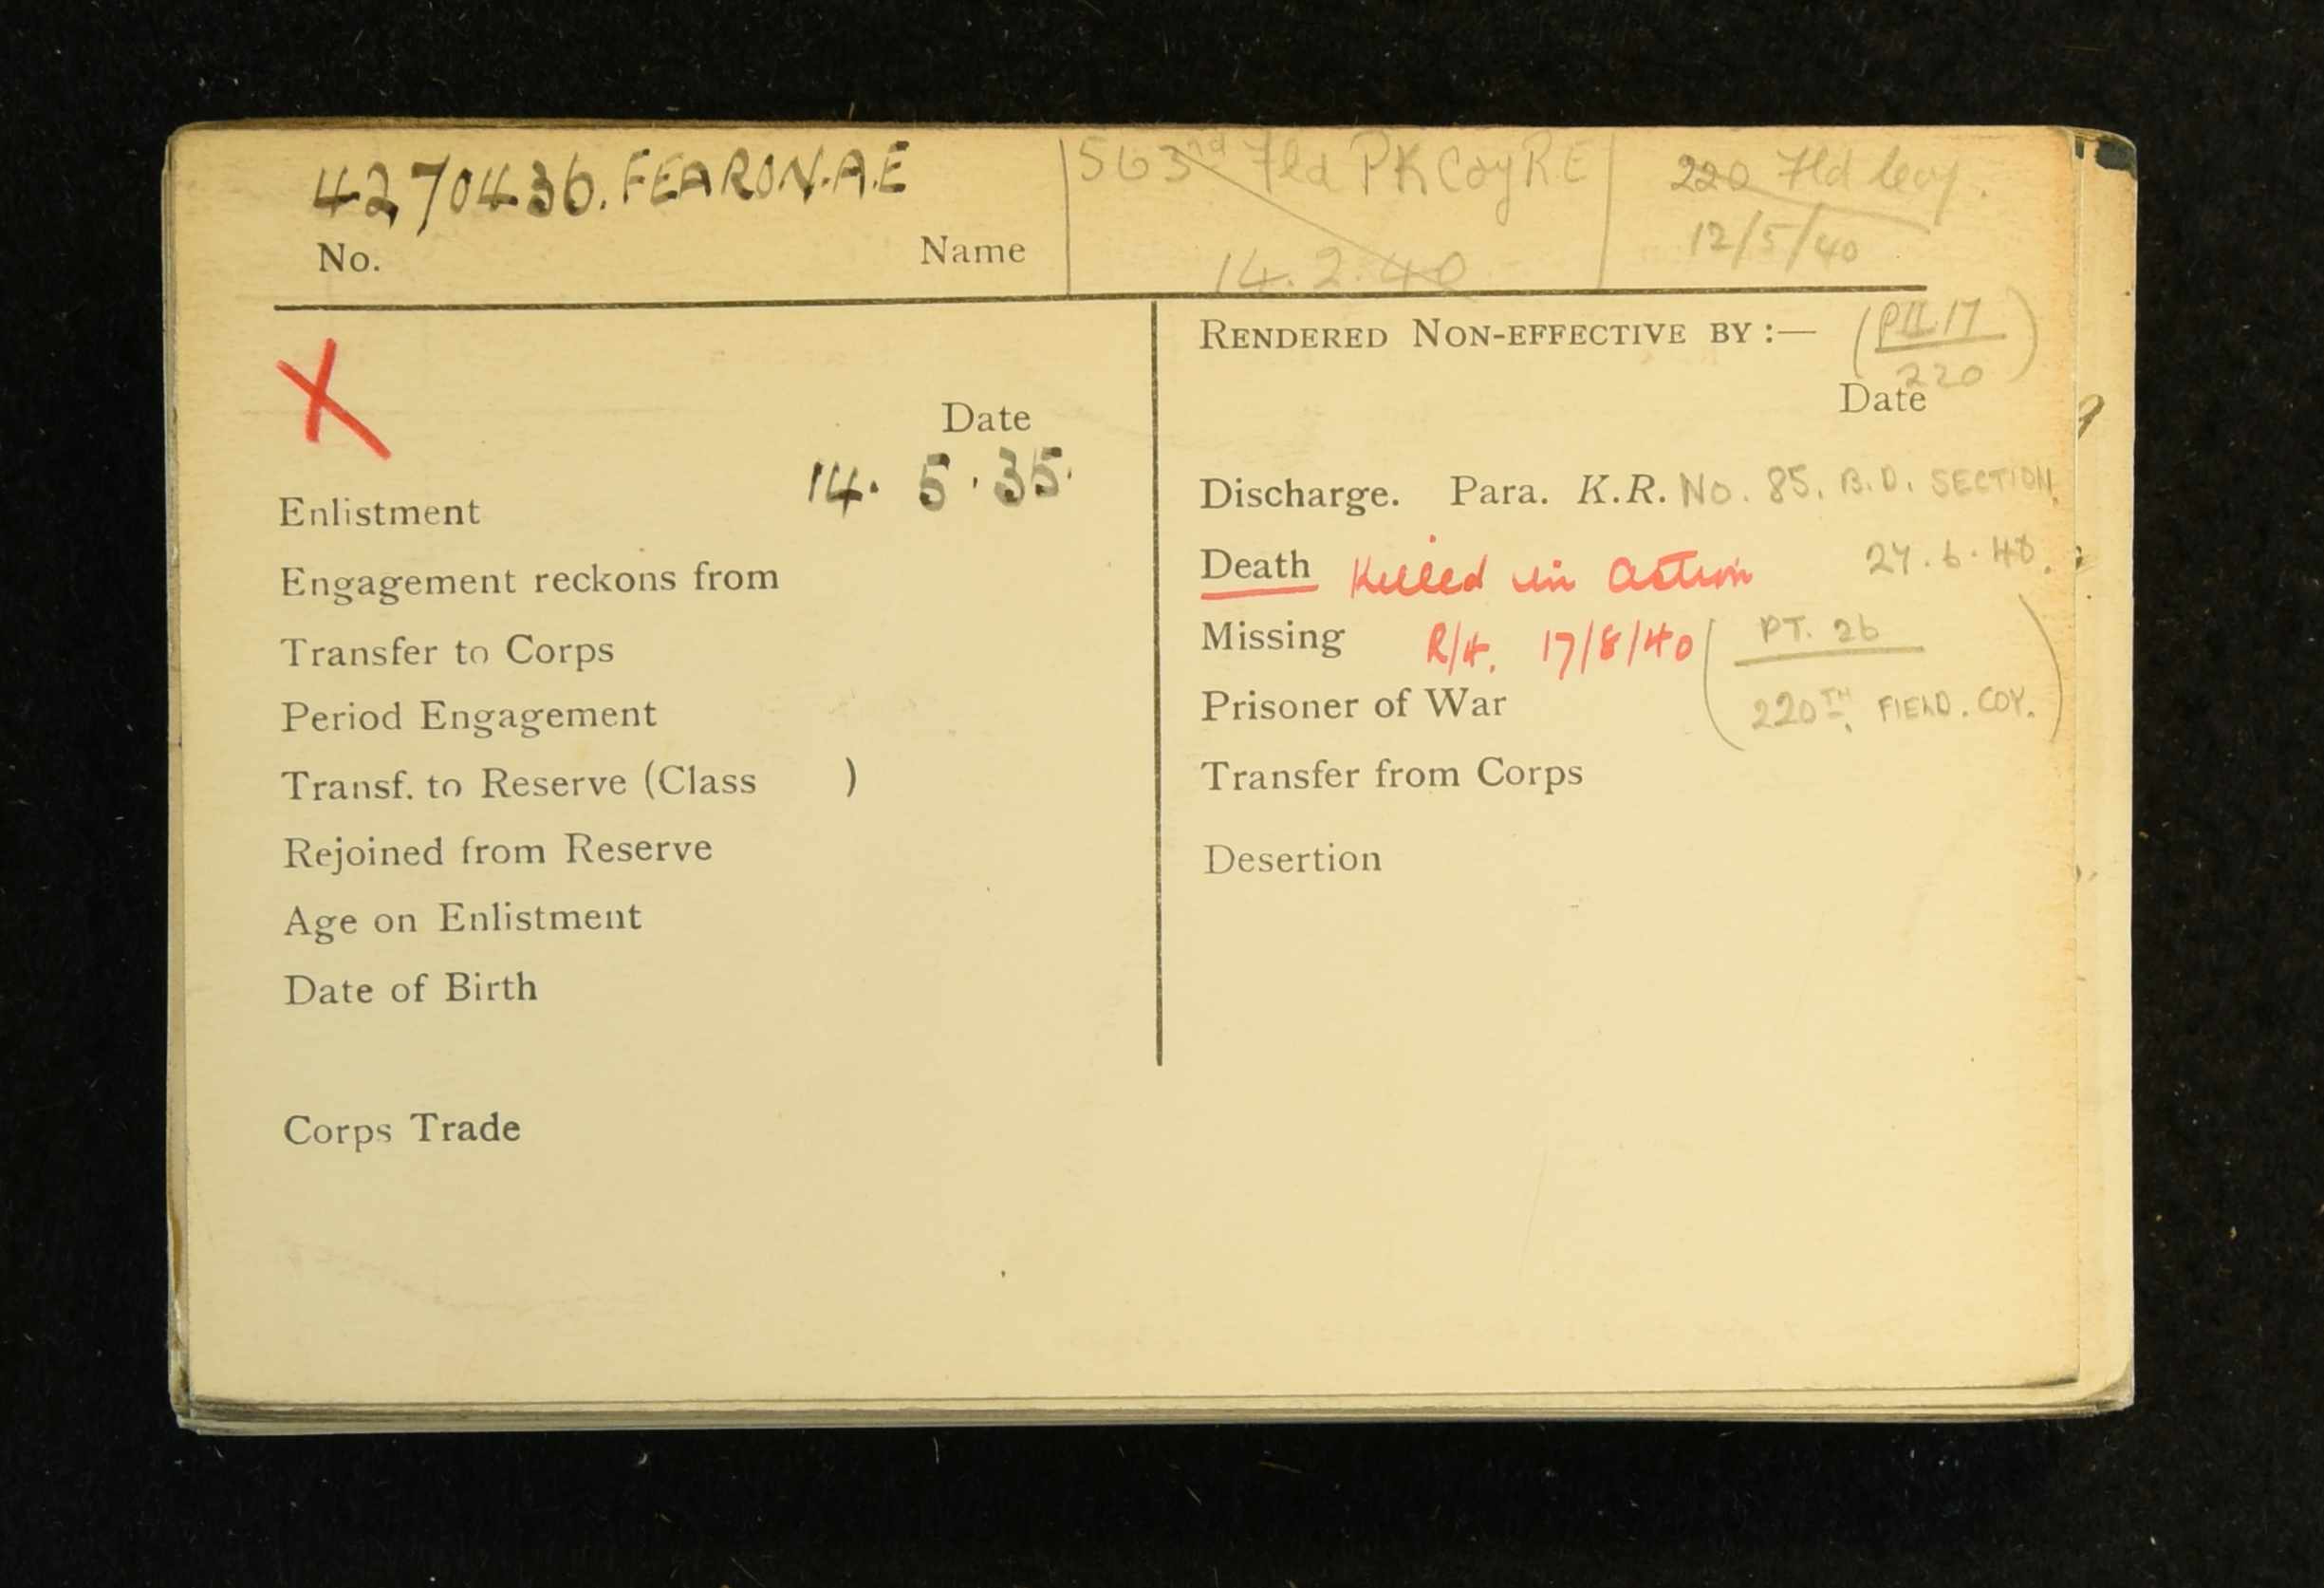 4270436. FEARON. A.E
No. Name
563rd Fld PK Coy R.E
14.2.40
220 Fld Coy.
12/5/40
Date
Enlistment 14. 5. 35.
Engagement reckons from
Transfer to Corps
Period Engagement
Transf. to Reserve (Class )
Rejoined from Reserve
Age on Enlistment
Date of Birth
Corps Trade
RENDERED NON-EFFECTIVE BY :— (PII 17
220)
Date
Discharge. Para. K.R. No. 85. B.D. SECTION.
Death Killed in Action 27.6.40.
Missing R/H. 17/8/40 (PT. 26
Prisoner of War 220TH. FIELD. COY.)
Transfer from Corps
Desertion